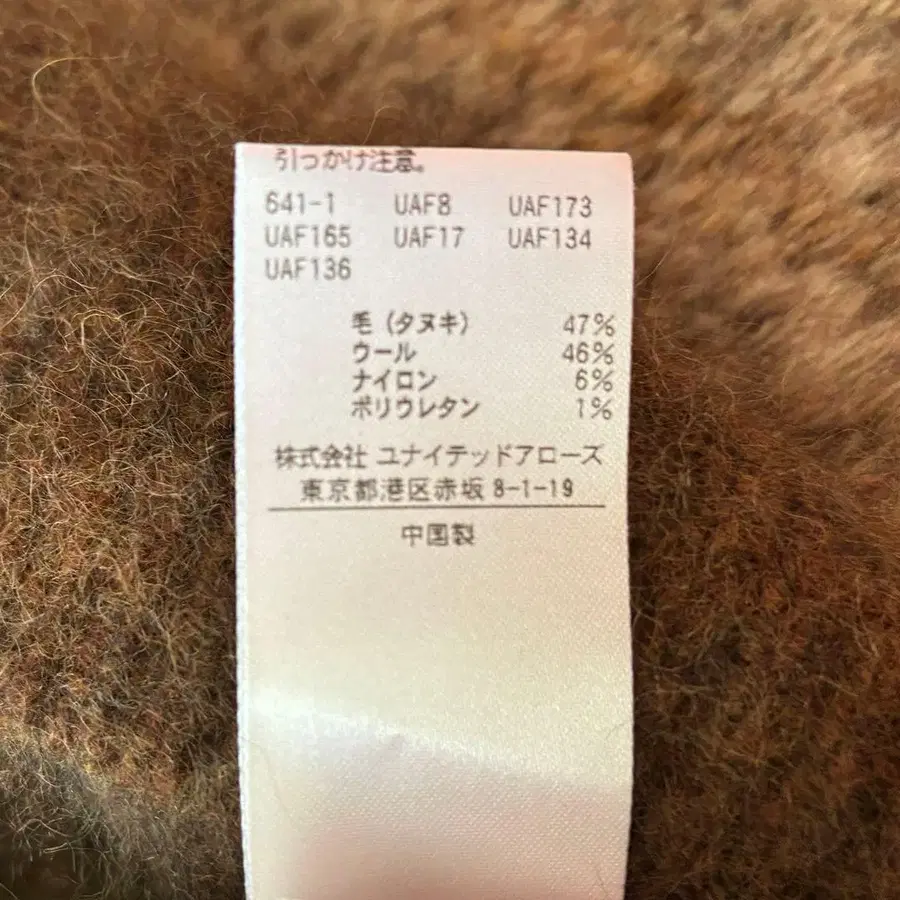 引っかけ注意。
641-1 UAF8 UAF173
UAF165 UAF17 UAF134
UAF136
毛（タヌキ） 47%
ウール 46%
ナイロン 6%
ポリウレタン 1%
株式会社 ユナイテッドアローズ
東京都港区赤坂 8-1-19
中国製